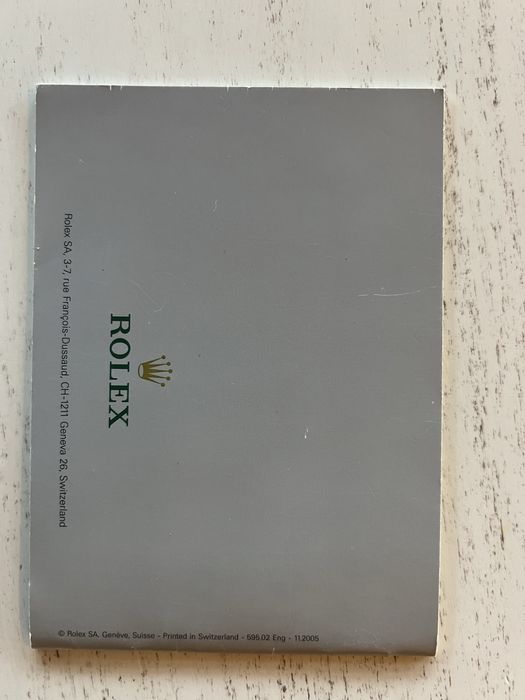 ROLEX
Rolex SA, 3-7, rue François-Dussaud, CH-1211 Geneva 26, Switzerland
© Rolex SA, Genève, Suisse - Printed in Switzerland - 595.02 Eng - 11.2005